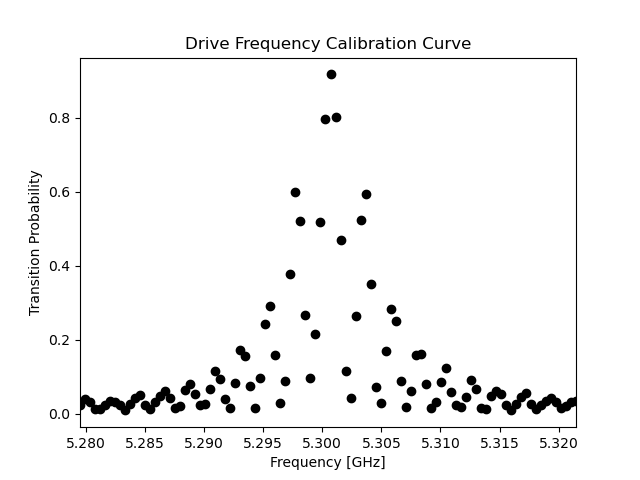 Drive Frequency Calibration Curve
Transition Probability
0.8
0.6
0.4
0.2
0.0
5.280 5.285 5.290 5.295 5.300 5.305 5.310 5.315 5.320
Frequency [GHz]